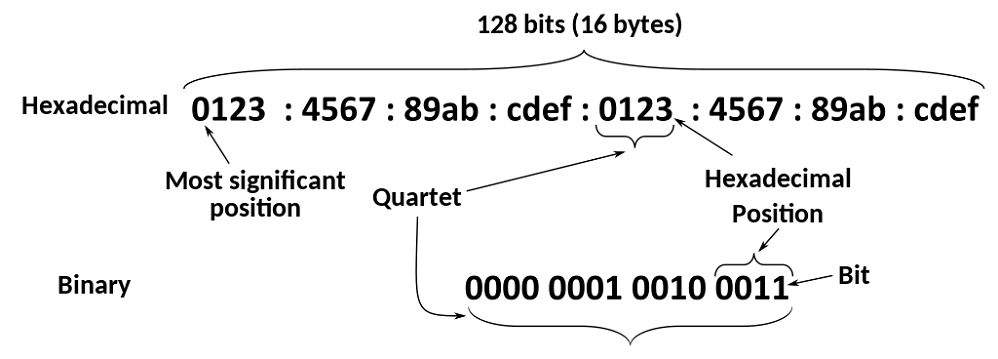 128 bits (16 bytes)
Hexadecimal 0123 : 4567 : 89ab : cdef : 0123 : 4567 : 89ab : cdef
Most significant
position
Quartet
Hexadecimal
Position
Binary 0000 0001 0010 0011 Bit